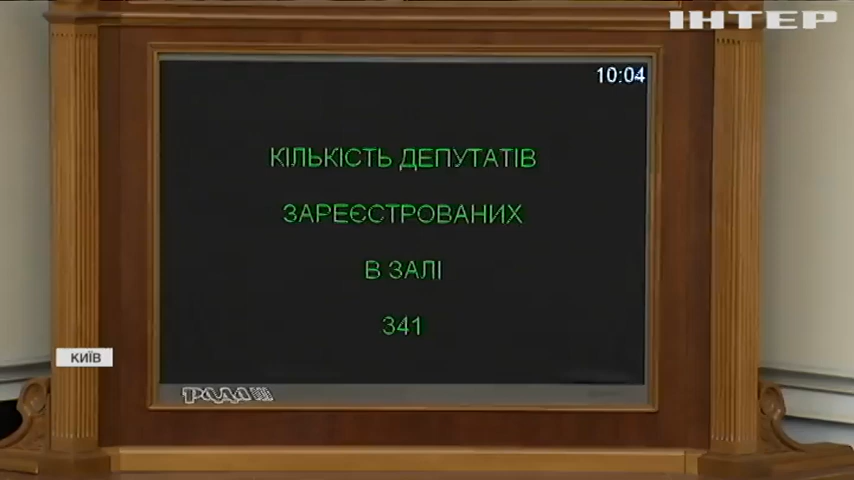 ІНТЕР
10:04
КІЛЬКІСТЬ ДЕПУТАТІВ
ЗАРЕЄСТРОВАНИХ
В ЗАЛІ
341
КИЇВ
РАДА